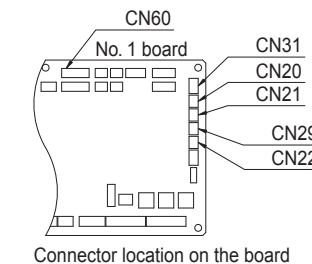 CN60
No. 1 board
CN31
CN20
CN21
CN29
CN22
Connector location on the board